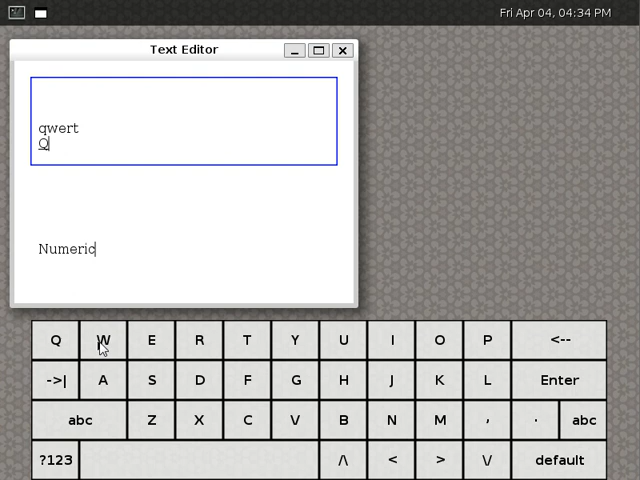 Fri Apr 04, 04:34 PM
Text Editor
qwert
Q
Numeric
Q W E R T Y U I O P <--
->| A S D F G H J K L Enter
abc Z X C V B N M , . abc
?123 /\ < > \/ default